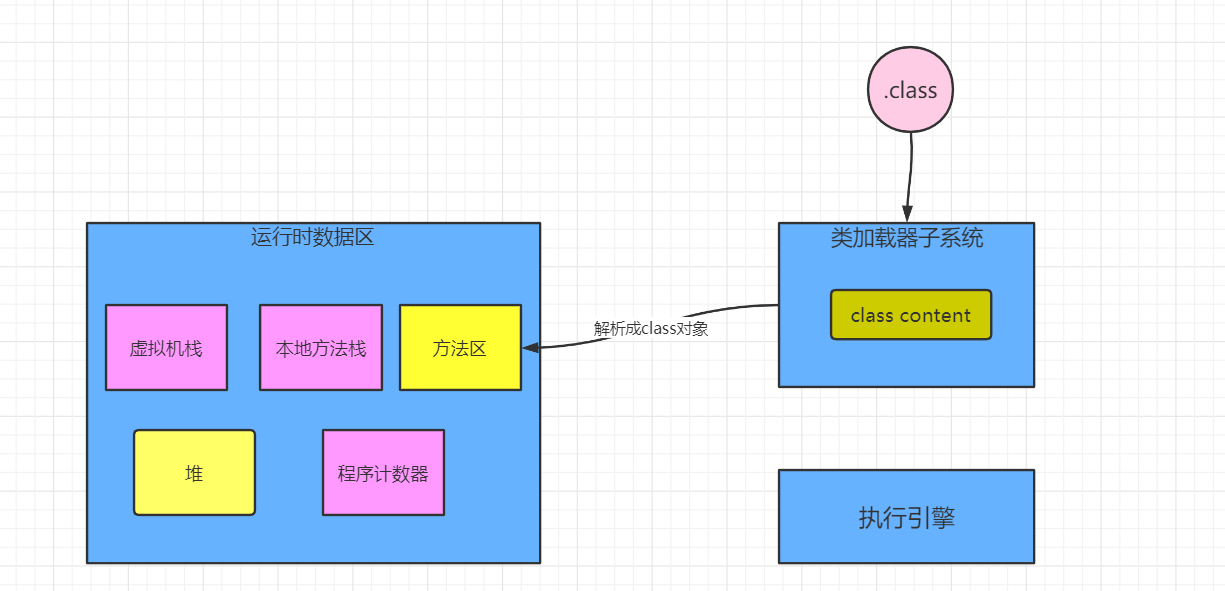 .class
运行时数据区
类加载器子系统
class content
解析成class对象
虚拟机栈
本地方法栈
方法区
堆
程序计数器
执行引擎